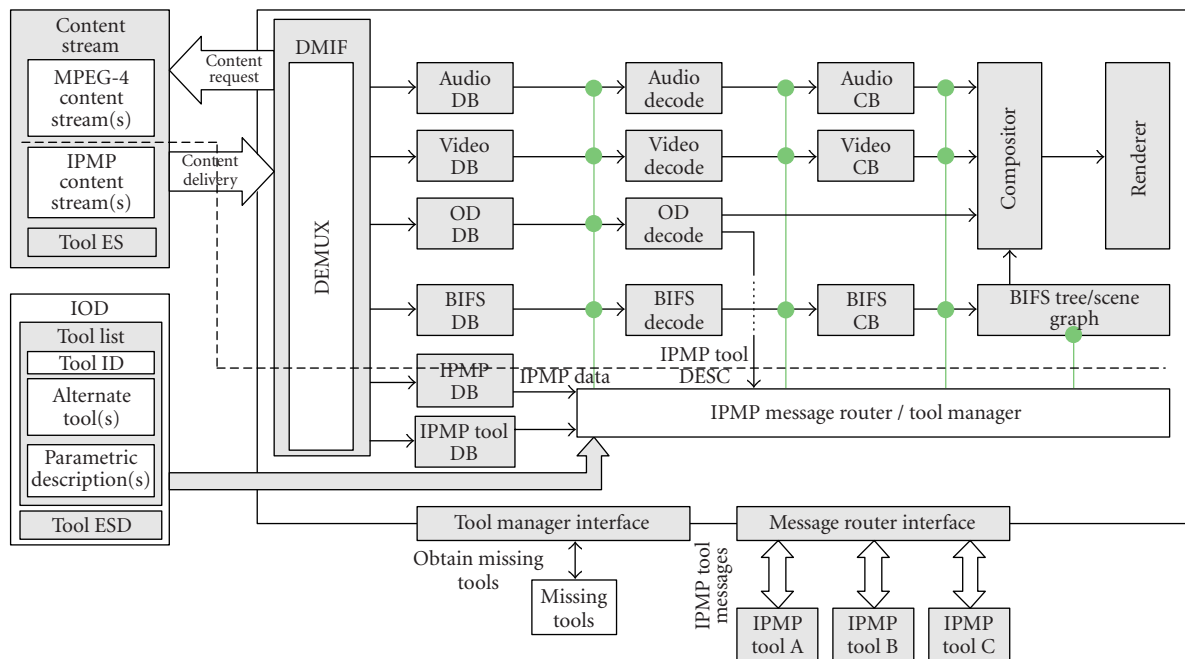 Content
stream
MPEG-4
content
stream(s)
IPMP
content
stream(s)
Tool ES
Content
request
Content
delivery
DMIF
DEMUX
Audio
DB
Audio
decode
Audio
CB
Video
DB
Video
decode
Video
CB
OD
DB
OD
decode
BIFS
DB
BIFS
decode
BIFS
CB
Compositor
Renderer
BIFS tree/scene
graph
IOD
Tool list
Tool ID
Alternate
tool(s)
Parametric
description(s)
Tool ESD
IPMP
DB
IPMP data
IPMP tool
DESC
IPMP tool
DB
IPMP message router / tool manager
Tool manager interface
Message router interface
Obtain missing
tools
Missing
tools
IPMP tool
messages
IPMP
tool A
IPMP
tool B
IPMP
tool C